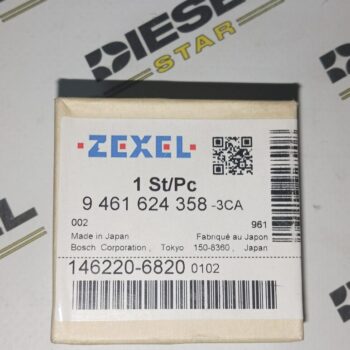 DIESEL
STAR
ZEXEL
1 St/Pc
9 461 624 358 -3CA
002 961
Made in Japan Fabriqué au Japon
Bosch Corporation, Tokyo 150-8360, Japan
146220-6820 0102